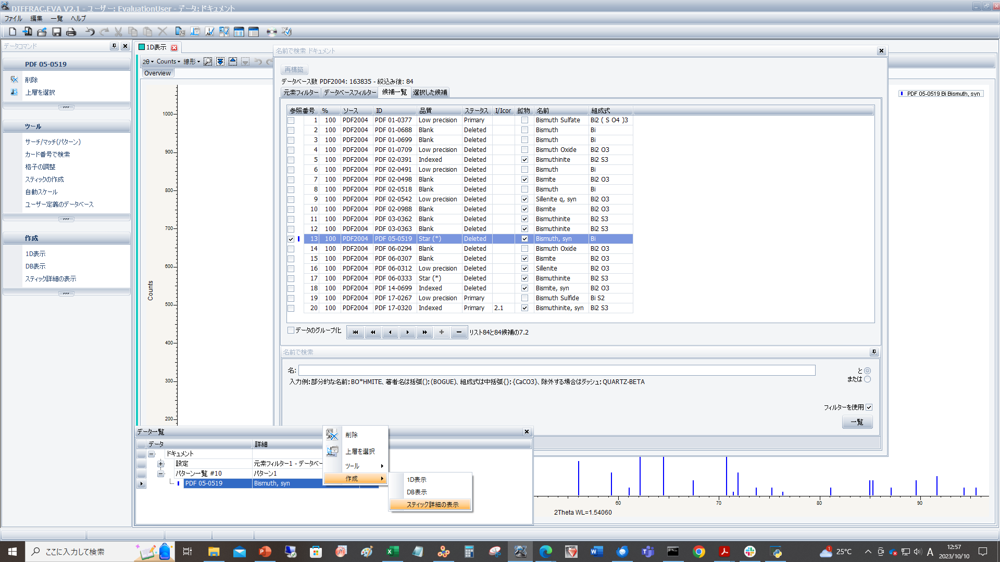 DIFFRAC.EVA V2.1 - ユーザー: EvaluationUser - データ: ドキュメント
ファイル 編集 一覧 ヘルプ
データコマンド
PDF 05-0519
削除
上層を選択
ツール
サーチ/マッチ(パターン)
カード番号で検索
格子の調整
スティックの作成
自動スケール
ユーザー定義のデータベース
作成
1D表示
DB表示
スティック詳細の表示
1D表示
2θ Counts 線形
Overview
1000
900
800
700
600
500
400
300
200
Counts
名前で検索 ドキュメント
再構築
データベース数 PDF2004: 163835 - 絞込み後: 84
元素フィルター データベースフィルター 候補一覧 選択した候補
参照番号 % ソース ID 品質 ステータス I/Icor 鉱物 名前 組成式
1 100 PDF2004 PDF 01-0377 Low precision Primary Bismuth Sulfate Bi2 ( S O4 )3
2 100 PDF2004 PDF 01-0688 Blank Deleted Bismuth Bi
3 100 PDF2004 PDF 01-0699 Blank Deleted Bismuth Bi
4 100 PDF2004 PDF 01-0709 Low precision Deleted Bismuth Oxide Bi2 O3
5 100 PDF2004 PDF 02-0391 Indexed Deleted Bismuthinite Bi2 S3
6 100 PDF2004 PDF 02-0491 Low precision Deleted Bismuth Bi
7 100 PDF2004 PDF 02-0498 Blank Deleted Bismite Bi2 O3
8 100 PDF2004 PDF 02-0518 Blank Deleted Bismuth Bi
9 100 PDF2004 PDF 02-0542 Low precision Deleted Sillenite q, syn Bi2 O3
10 100 PDF2004 PDF 02-0988 Blank Deleted Bismite Bi2 O3
11 100 PDF2004 PDF 03-0362 Blank Deleted Bismuthinite Bi2 S3
12 100 PDF2004 PDF 03-0363 Blank Deleted Bismuthinite Bi2 S3
13 100 PDF2004 PDF 05-0519 Star (*) Deleted Bismuth, syn Bi
14 100 PDF2004 PDF 06-0294 Blank Deleted Bismuth Oxide Bi2 O3
15 100 PDF2004 PDF 06-0307 Blank Deleted Bismite Bi2 O3
16 100 PDF2004 PDF 06-0312 Low precision Deleted Sillenite Bi2 O3
17 100 PDF2004 PDF 06-0333 Star (*) Deleted Bismuthinite Bi2 S3
18 100 PDF2004 PDF 14-0699 Indexed Deleted Bismite, syn Bi2 O3
19 100 PDF2004 PDF 17-0267 Low precision Primary Bismuth Sulfide Bi S2
20 100 PDF2004 PDF 17-0320 Indexed Primary 2.1 Bismuthinite, syn Bi2 S3
データのグループ化 リスト84と84候補の7.2
名前で検索
名:
と
または
入力例:部分的な名前; BO*HMITE、著者名は括弧(); (BOGUE)、組成式は中括弧{}; {CaCO3}、除外する場合はダッシュ; QUARTZ-BETA
フィルターを使用
一覧
PDF 05-0519 Bi Bismuth, syn
データ一覧
データ 詳細
ドキュメント
設定 元素フィルター1 - データベー
パターン一覧 #10 パターン1
PDF 05-0519 Bismuth, syn
削除
上層を選択
ツール
作成
1D表示
DB表示
スティック詳細の表示
60 70 80 90
2Theta WL=1.54060
ここに入力して検索
25°C
A
12:57
2023/10/10